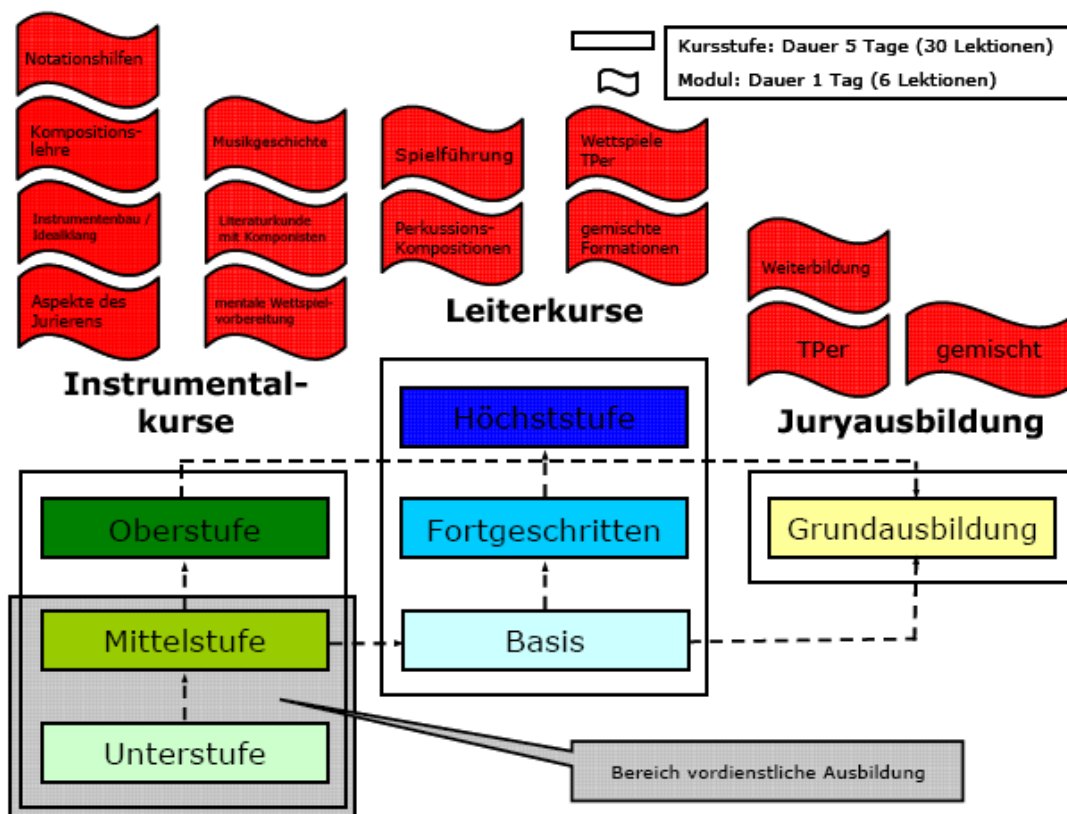 Notationshilfen
Kompositions-
lehre
Instrumentenbau /
Idealklang
Aspekte des
Jurierens
Musikgeschichte
Literaturkunde
mit Komponisten
mentale Wettspiel-
vorbereitung
Instrumental-
kurse
Spielführung
Perkussions-
Kompositionen
Wettspiele
TPer
gemischte
Formationen
Leiterkurse
Kursstufe: Dauer 5 Tage (30 Lektionen)
Modul: Dauer 1 Tag (6 Lektionen)
Weiterbildung
TPer
gemischt
Juryausbildung
Höchststufe
Oberstufe
Fortgeschritten
Grundausbildung
Mittelstufe
Basis
Unterstufe
Bereich vordienstliche Ausbildung